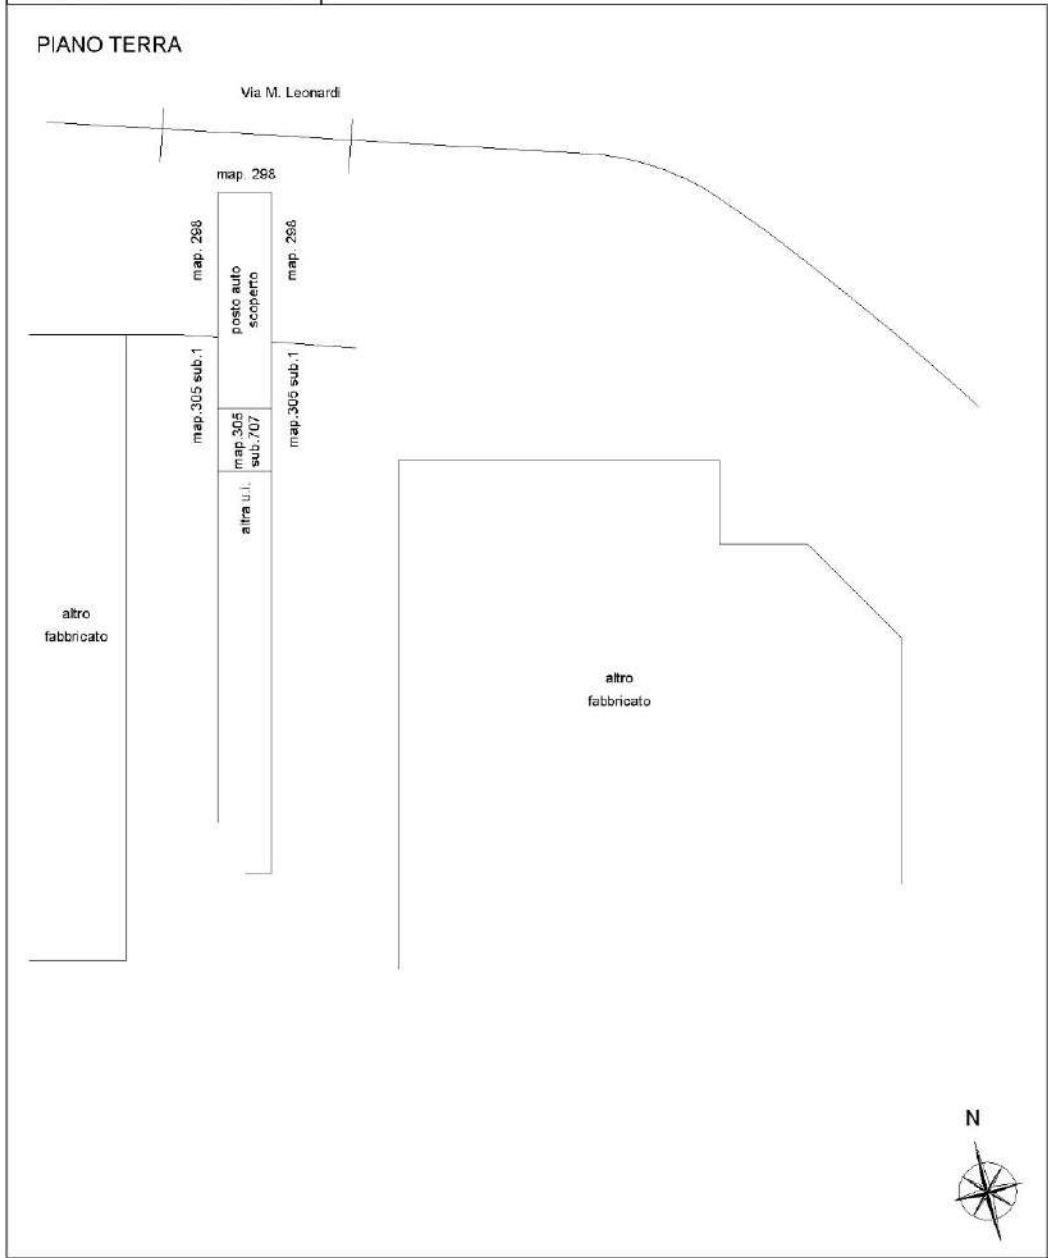 PIANO TERRA
Via M. Leonardi
map. 298
map. 298
posto auto
scoperto
map. 298
map.305 sub.1
map.305
sub.707
map.305 sub.1
altra u.i.
altro
fabbricato
altro
fabbricato
N